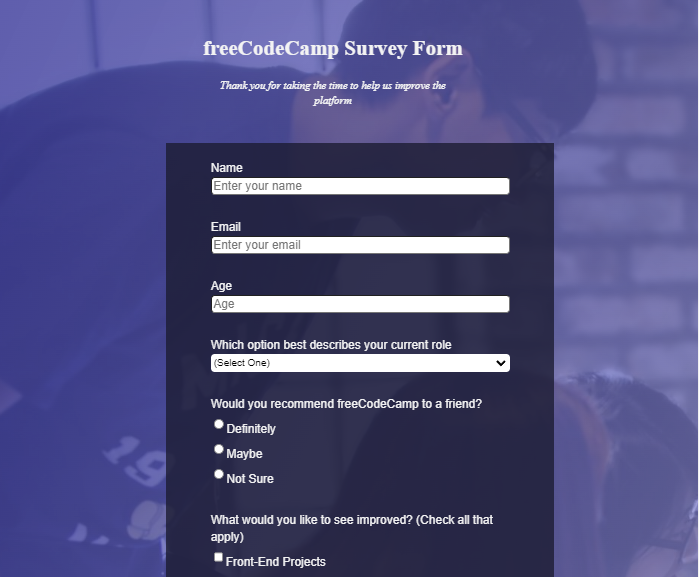 freeCodeCamp Survey Form
Thank you for taking the time to help us improve the
platform
Name
Enter your name
Email
Enter your email
Age
Age
Which option best describes your current role
(Select One)
Would you recommend freeCodeCamp to a friend?
Definitely
Maybe
Not Sure
What would you like to see improved? (Check all that
apply)
Front-End Projects
19